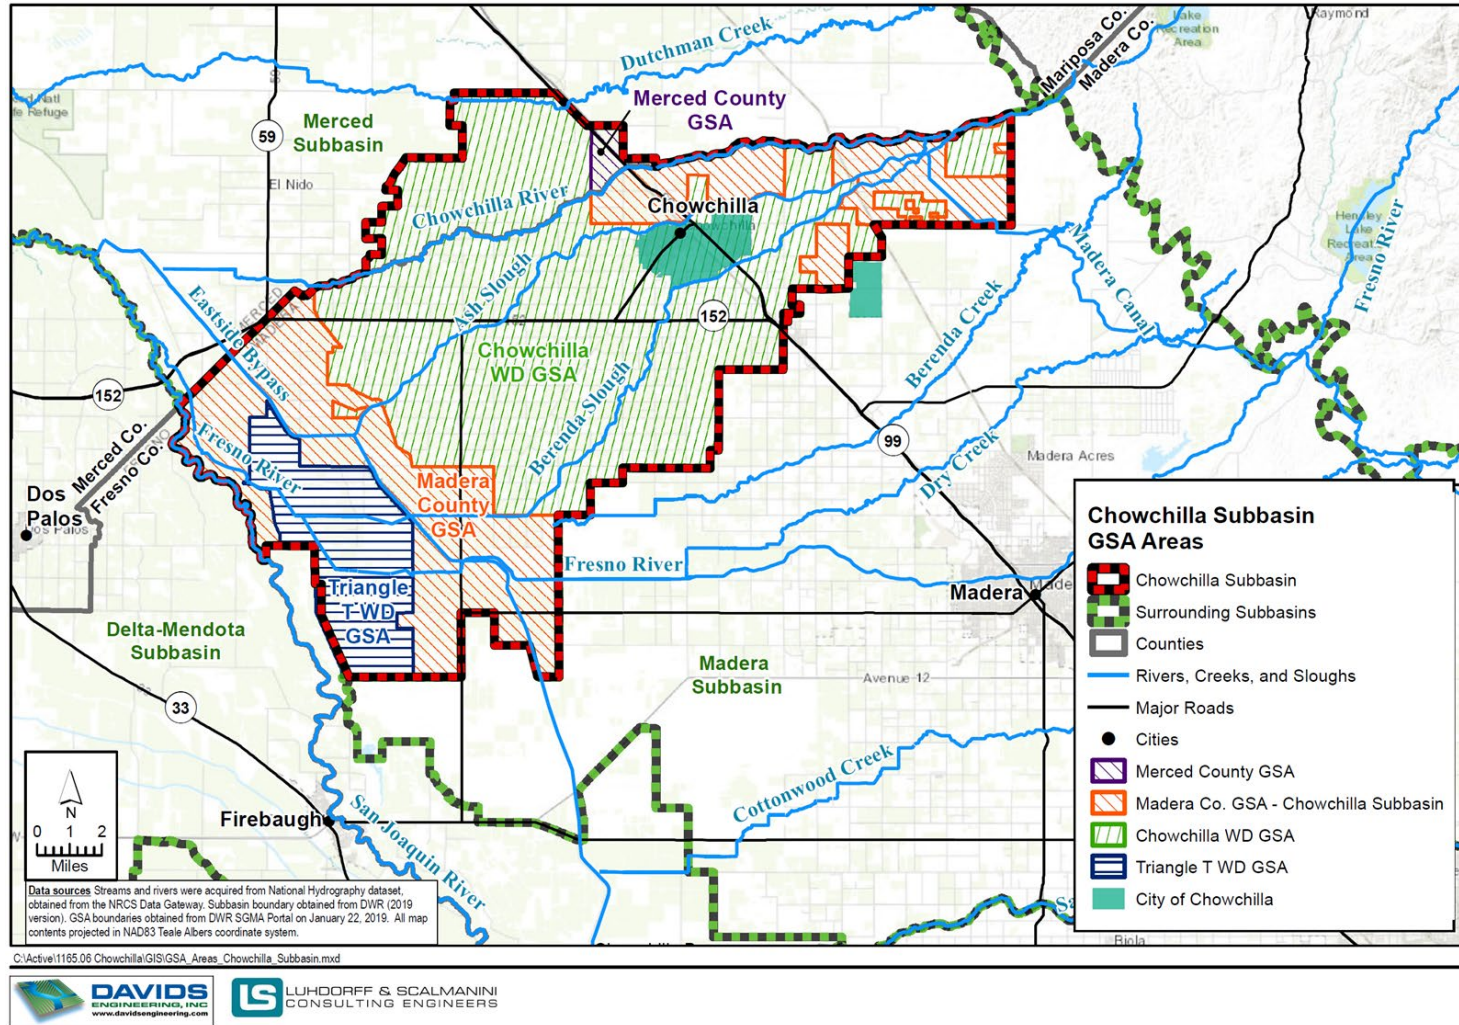 Dutchman Creek
Mariposa Co.
Madera Co.
Lake
Recreation
Area
Raymond
Merced County
GSA
59
Merced
Subbasin
El Nido
Chowchilla River
Chowchilla
Hensley
Lake
Recreation
Area
Fresno River
Madera Canal
Ash Slough
Eastside Bypass
MERCED
MADERA
152
Chowchilla
WD GSA
Berenda Creek
Berenda Slough
152
Merced Co.
Fresno Co.
Fresno River
99
Dry Creek
Madera Acres
Dos
Palos
Dos Palos
Madera
County
GSA
Fresno River
Triangle
T WD
GSA
Madera
Delta-Mendota
Subbasin
Madera
Subbasin
Avenue 12
33
Cottonwood Creek
Firebaugh
San Joaquin River
Biola
N
0 1 2
Miles
Chowchilla Subbasin
GSA Areas
Chowchilla Subbasin
Surrounding Subbasins
Counties
Rivers, Creeks, and Sloughs
Major Roads
Cities
Merced County GSA
Madera Co. GSA - Chowchilla Subbasin
Chowchilla WD GSA
Triangle T WD GSA
City of Chowchilla
Data sources Streams and rivers were acquired from National Hydrography dataset,
obtained from the NRCS Data Gateway. Subbasin boundary obtained from DWR (2019
version). GSA boundaries obtained from DWR SGMA Portal on January 22, 2019. All map
contents projected in NAD83 Teale Albers coordinate system.
C:\Active\1165.06 Chowchilla\GIS\GSA_Areas_Chowchilla_Subbasin.mxd
DAVIDS
ENGINEERING, INC
www.davidsengineering.com
LS
LUHDORFF & SCALMANINI
CONSULTING ENGINEERS